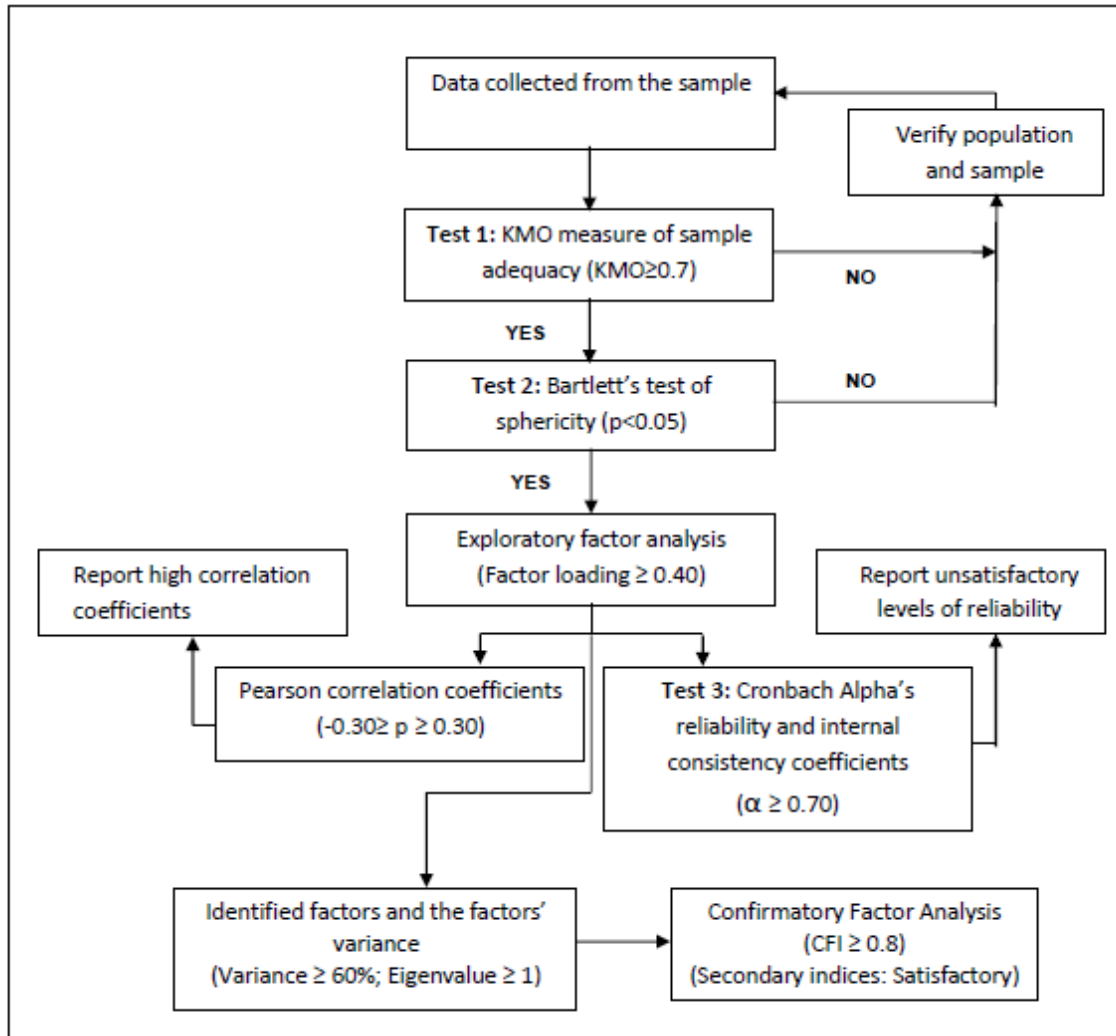 Data collected from the sample
Verify population
and sample
Test 1: KMO measure of sample
adequacy (KMO≥0.7)
NO
YES
Test 2: Bartlett’s test of
sphericity (p<0.05)
NO
YES
Exploratory factor analysis
(Factor loading ≥ 0.40)
Report high correlation
coefficients
Report unsatisfactory
levels of reliability
Pearson correlation coefficients
(-0.30≥ p ≥ 0.30)
Test 3: Cronbach Alpha’s
reliability and internal
consistency coefficients
(α ≥ 0.70)
Identified factors and the factors’
variance
(Variance ≥ 60%; Eigenvalue ≥ 1)
Confirmatory Factor Analysis
(CFI ≥ 0.8)
(Secondary indices: Satisfactory)